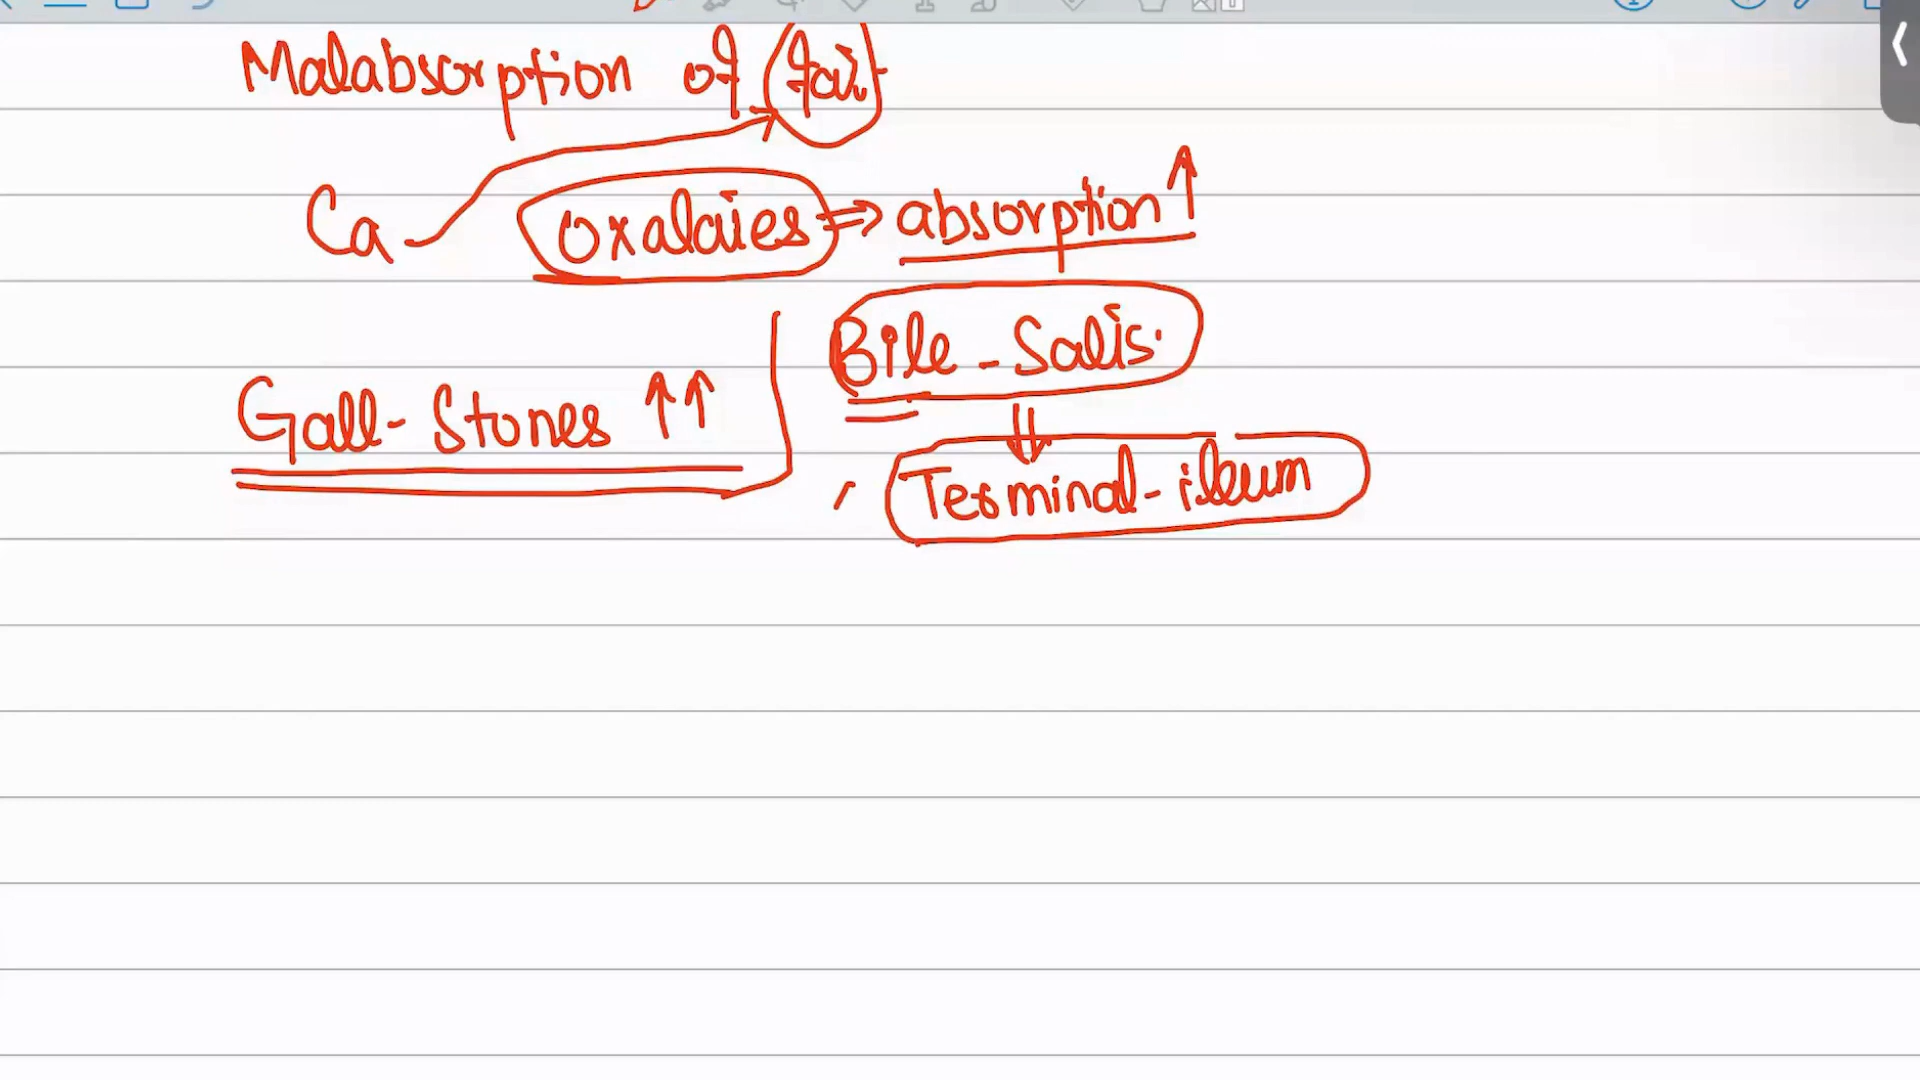 Malabsorption of fat
Ca oxalates ⇒ absorption ↑
Bile - Salts.
Gall - Stones ↑↑
Terminal - ileum